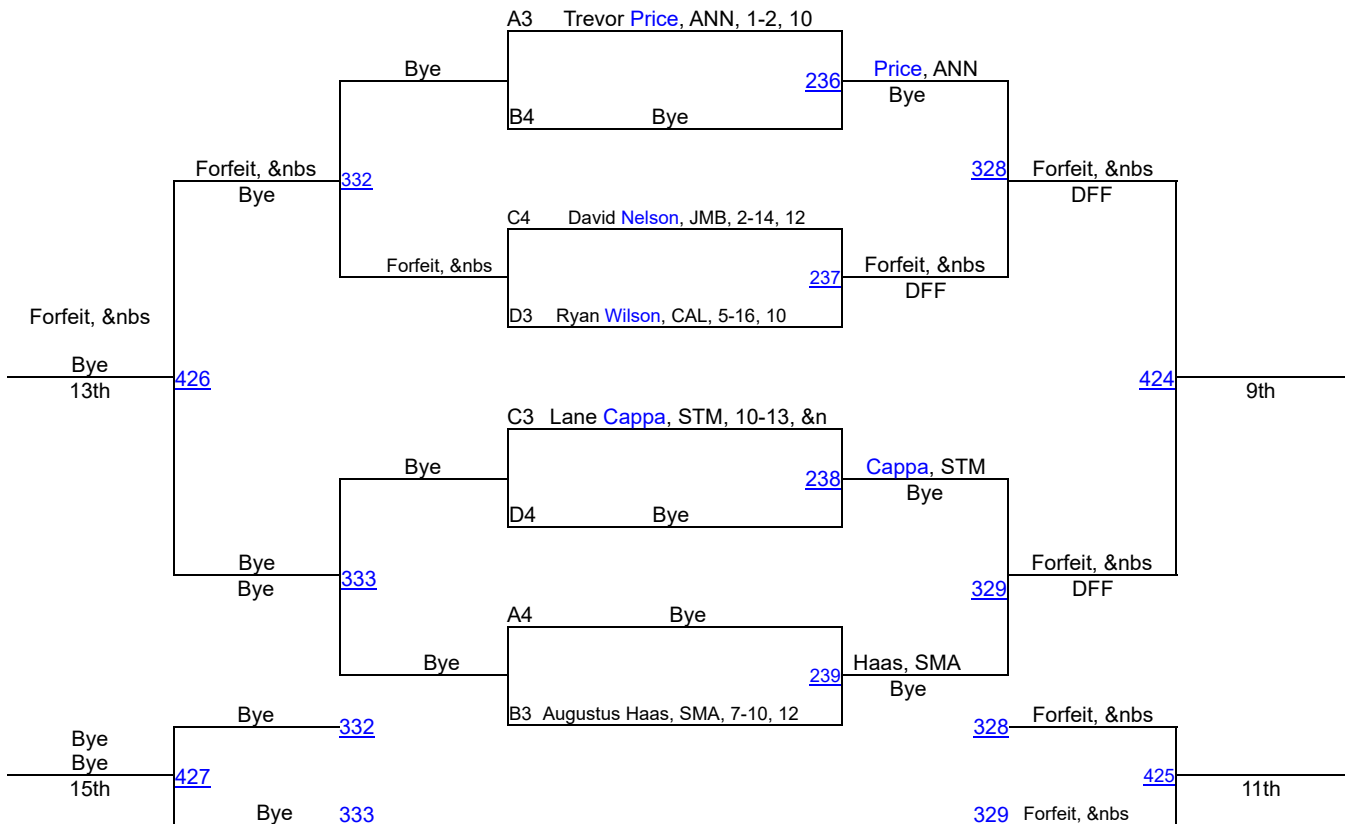 A3 Trevor Price, ANN, 1-2, 10
Bye
236
Price, ANN
Bye
B4 Bye
Forfeit, &nbs
Bye
332
328
Forfeit, &nbs
DFF
C4 David Nelson, JMB, 2-14, 12
Forfeit, &nbs
237
Forfeit, &nbs
DFF
D3 Ryan Wilson, CAL, 5-16, 10
Forfeit, &nbs
Bye
13th
426
424
9th
C3 Lane Cappa, STM, 10-13, &n
Bye
238
Cappa, STM
Bye
D4 Bye
Bye
Bye
333
329
Forfeit, &nbs
DFF
A4 Bye
Bye
239
Haas, SMA
Bye
B3 Augustus Haas, SMA, 7-10, 12
Bye 332
328 Forfeit, &nbs
Bye
Bye
15th
427
425
11th
Bye 333
329 Forfeit, &nbs